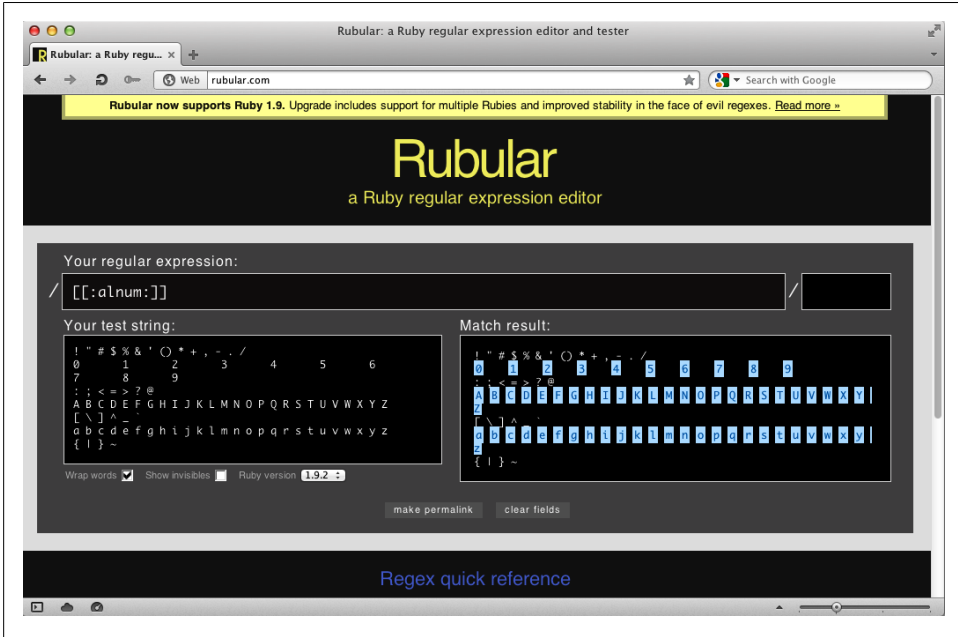 Rubular: a Ruby regular expression editor and tester
Rubular: a Ruby regu...
Web rubular.com Search with Google
Rubular now supports Ruby 1.9. Upgrade includes support for multiple Rubies and improved stability in the face of evil regexes. Read more »
Rubular
a Ruby regular expression editor
Your regular expression:
/ [[:alnum:]] /
Your test string:
! " # $ % & ' () * + , - . /
0 1 2 3 4 5 6
7 8 9
: ; < = > ? @
A B C D E F G H I J K L M N O P Q R S T U V W X Y Z
[ \ ] ^ _ `
a b c d e f g h i j k l m n o p q r s t u v w x y z
{ | } ~
Match result:
! " # $ % & ' () * + , - . /
0 1 2 3 4 5 6 7 8 9
: ; < = > ? @
A B C D E F G H I J K L M N O P Q R S T U V W X Y
Z
[ \ ] ^ _ `
a b c d e f g h i j k l m n o p q r s t u v w x y
z
{ | } ~
Wrap words Show invisibles Ruby version 1.9.2
make permalink clear fields
Regex quick reference